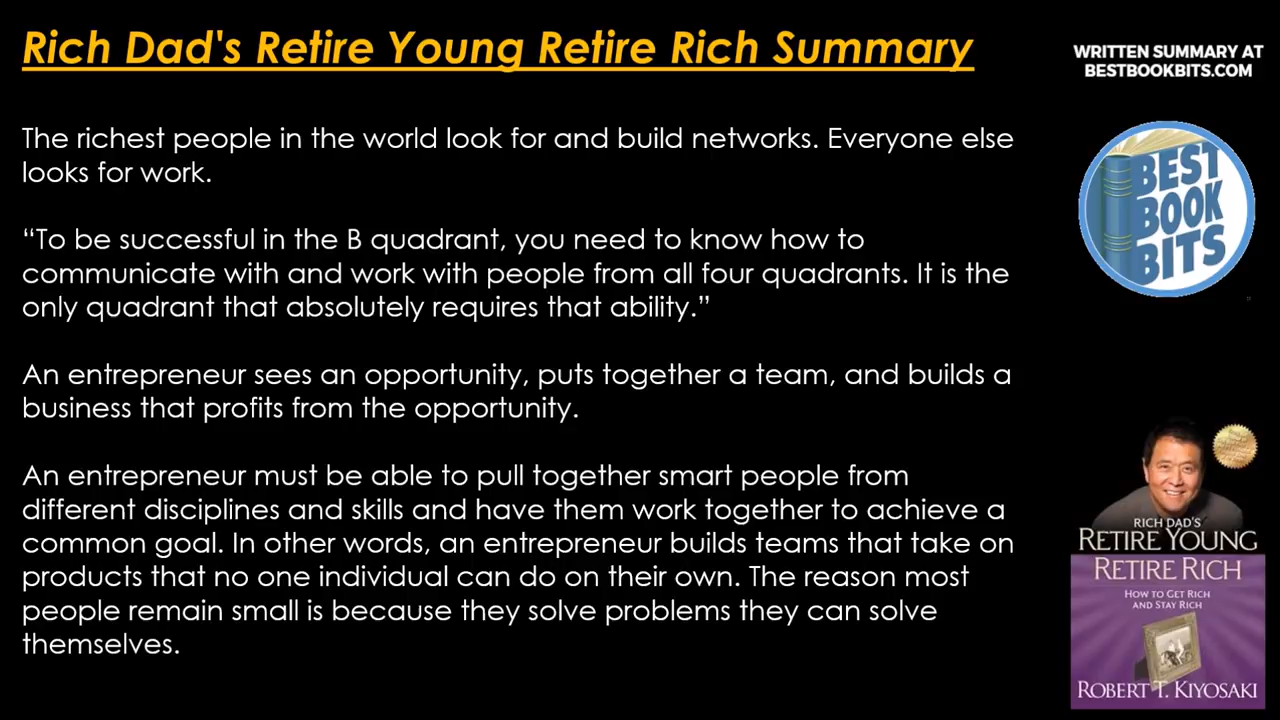 Rich Dad's Retire Young Retire Rich Summary
WRITTEN SUMMARY AT
BESTBOOKBITS.COM
The richest people in the world look for and build networks. Everyone else
looks for work.
“To be successful in the B quadrant, you need to know how to
communicate with and work with people from all four quadrants. It is the
only quadrant that absolutely requires that ability.”
An entrepreneur sees an opportunity, puts together a team, and builds a
business that profits from the opportunity.
An entrepreneur must be able to pull together smart people from
different disciplines and skills and have them work together to achieve a
common goal. In other words, an entrepreneur builds teams that take on
products that no one individual can do on their own. The reason most
people remain small is because they solve problems they can solve
themselves.
BEST
BOOK
BITS
”
RICH DAD'S
RETIRE YOUNG
RETIRE RICH
HOW TO GET RICH
AND STAY RICH
ROBERT T. KIYOSAKI